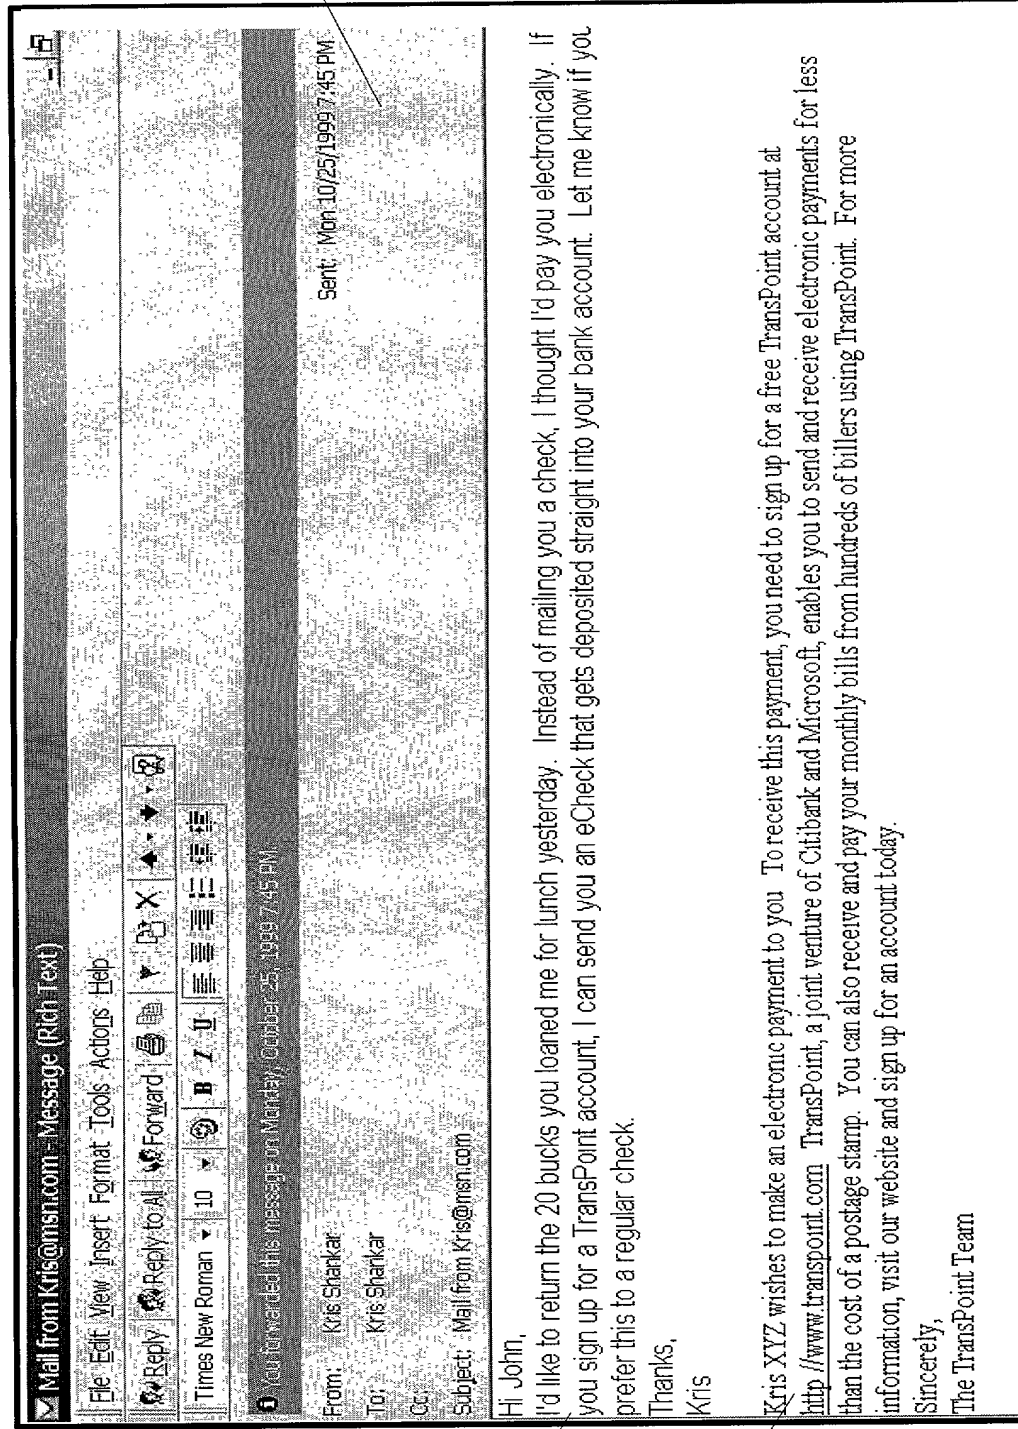 Mail from Kris@msn.com - Message (Rich Text)
File Edit View Insert Format Tools Actions Help
Reply Reply to All Forward
Times New Roman 10 B I U
You forwarded this message on Monday, October 25, 1999 7:45 PM.
From: Kris Shankar Sent: Mon 10/25/1999 7:45 PM
To: Kris Shankar
Cc:
Subject: Mail from Kris@msn.com
Hi John,
I'd like to return the 20 bucks you loaned me for lunch yesterday. Instead of mailing you a check, I thought I'd pay you electronically. If
you sign up for a TransPoint account, I can send you an eCheck that gets deposited straight into your bank account. Let me know if you
prefer this to a regular check.
Thanks,
Kris
Kris XYZ wishes to make an electronic payment to you To receive this payment, you need to sign up for a free TransPoint account at
http //www.transpoint.com TransPoint, a joint venture of Citibank and Microsoft, enables you to send and receive electronic payments for less
than the cost of a postage stamp. You can also receive and pay your monthly bills from hundreds of billers using TransPoint. For more
information, visit our website and sign up for an account today.
Sincerely,
The TransPoint Team